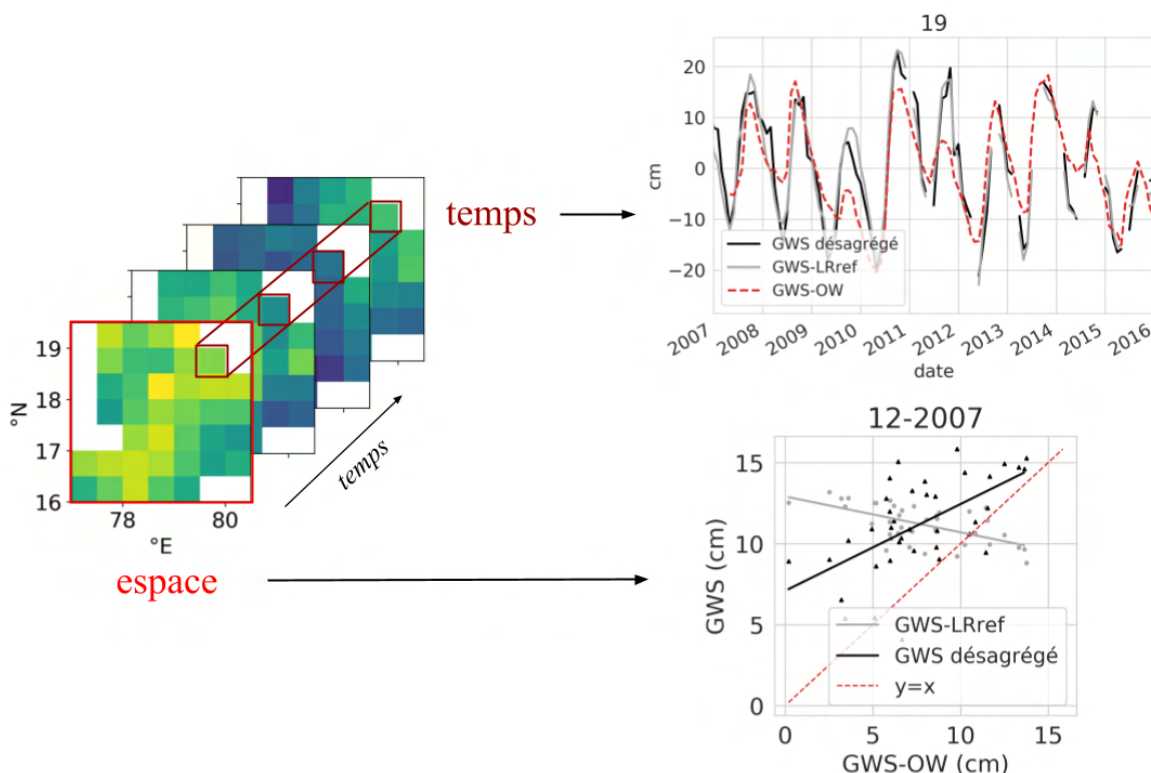 19
20
10
0
−10
−20
cm
GWS désagrégé
GWS-LRref
GWS-OW
2007
2008
2009
2010
2011
2012
2013
2014
2015
2016
date
temps
19
18
17
16
°N
78
80
°E
temps
espace
12-2007
15
10
5
0
GWS (cm)
GWS-LRref
GWS désagrégé
y=x
0
5
10
15
GWS-OW (cm)